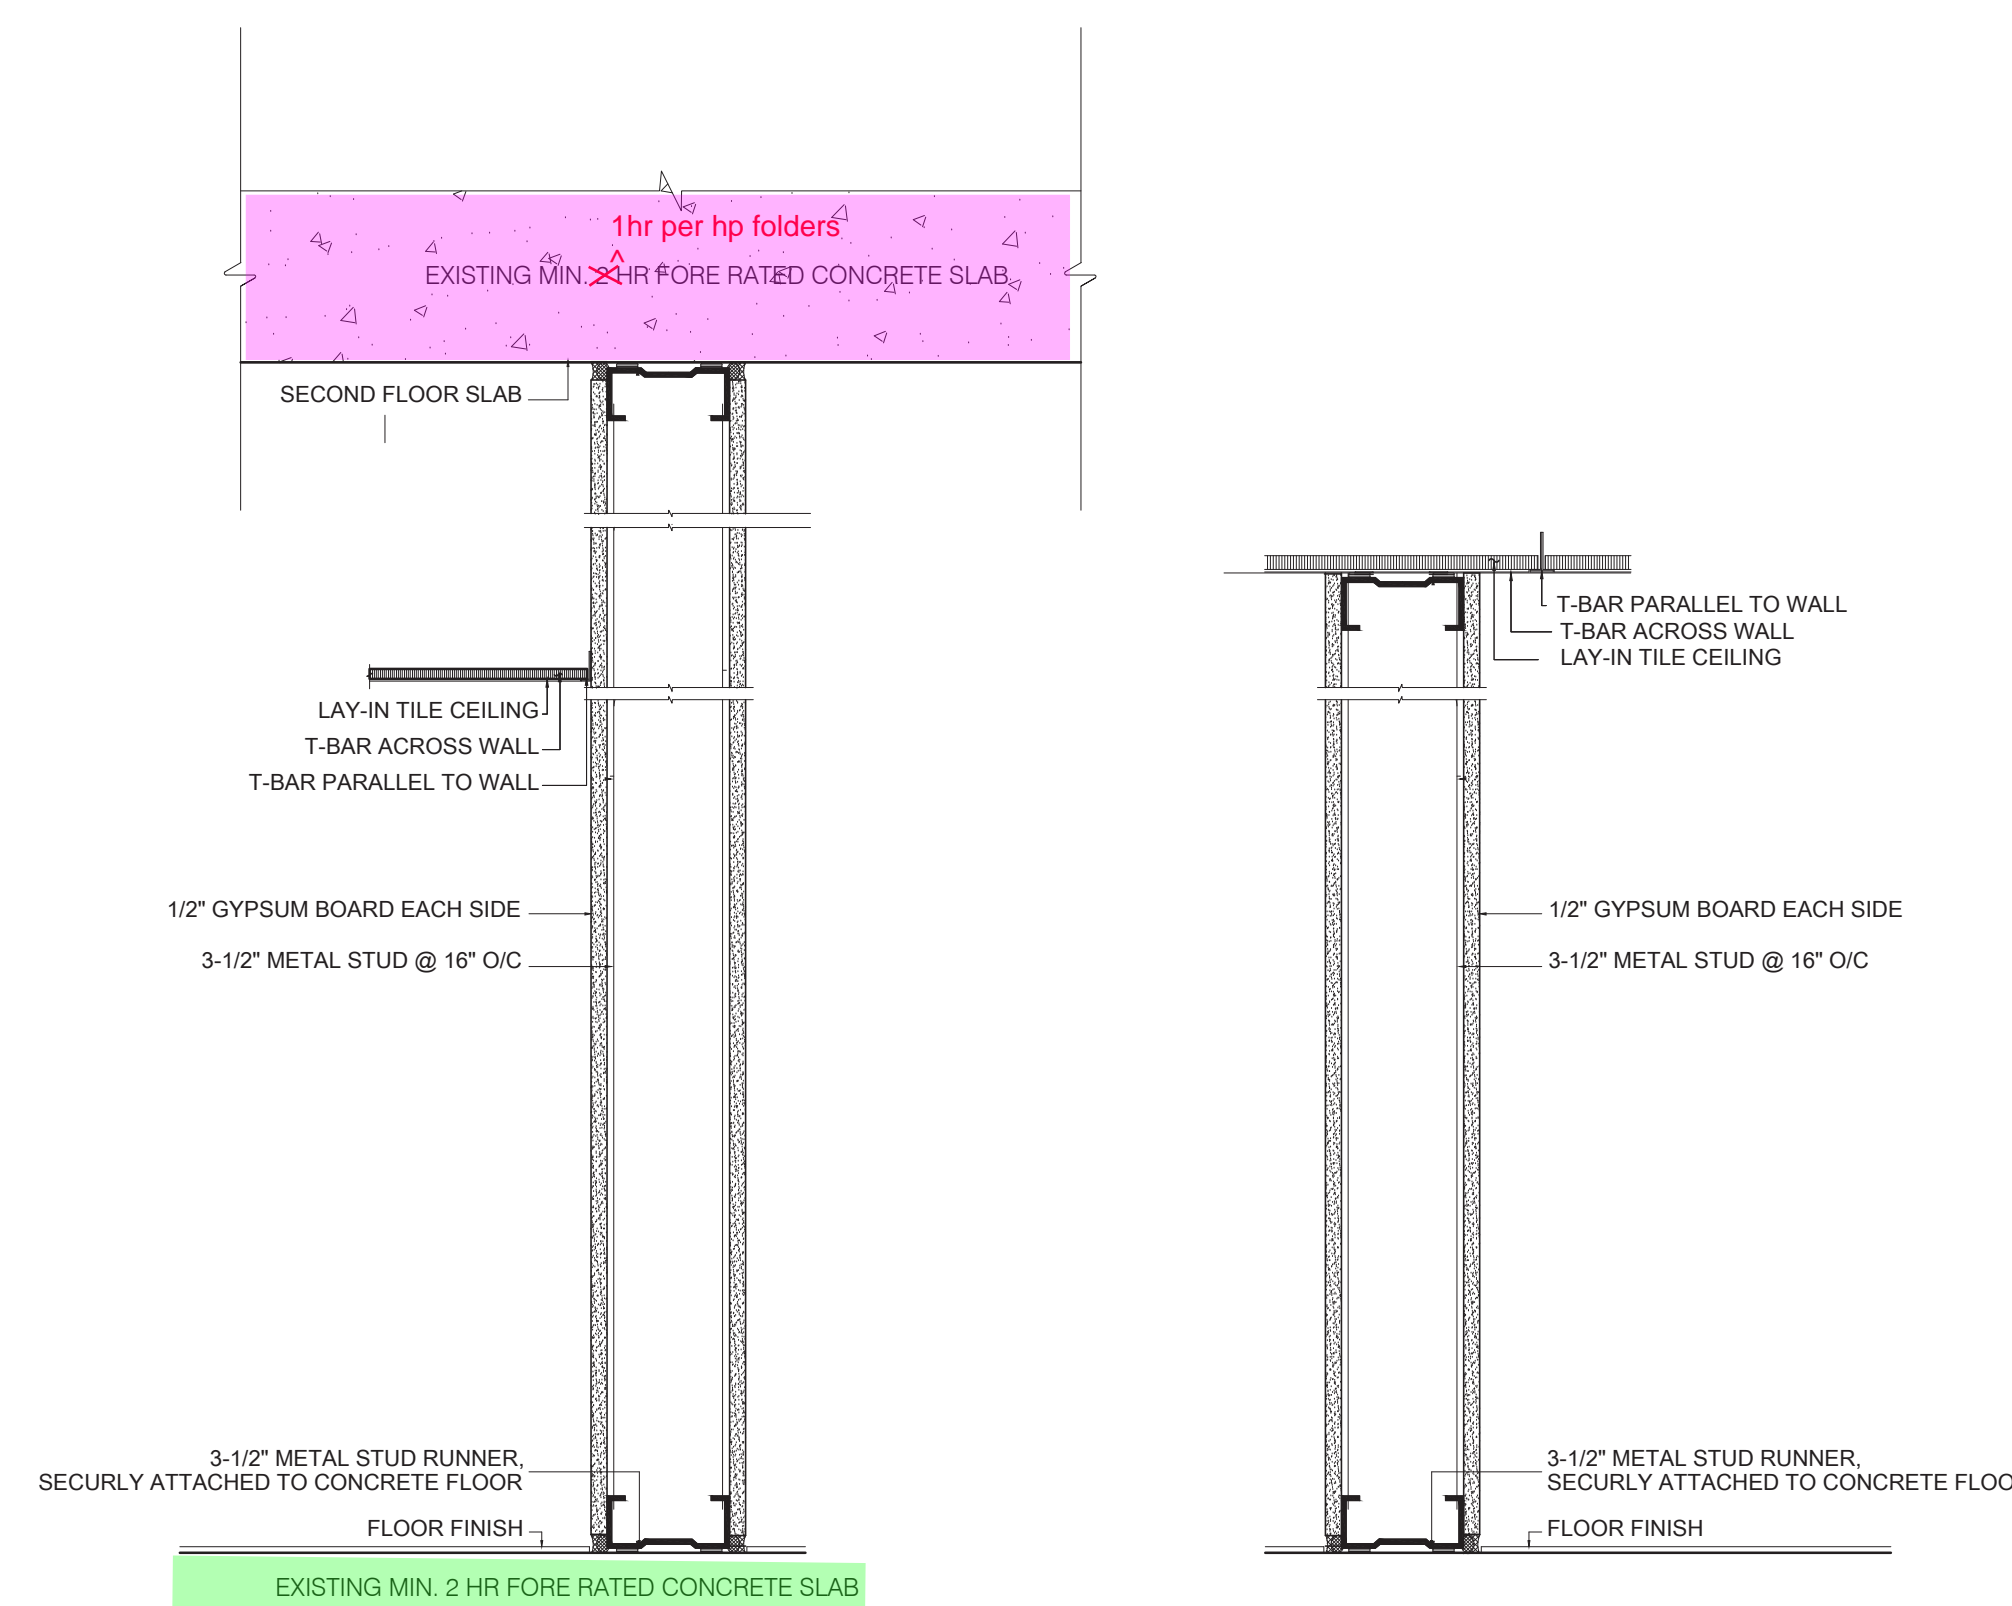 1hr per hp folders
^
EXISTING MIN. 2 HR FORE RATED CONCRETE SLAB
SECOND FLOOR SLAB
LAY-IN TILE CEILING
T-BAR ACROSS WALL
T-BAR PARALLEL TO WALL
1/2" GYPSUM BOARD EACH SIDE
3-1/2" METAL STUD @ 16" O/C
3-1/2" METAL STUD RUNNER,
SECURLY ATTACHED TO CONCRETE FLOOR
FLOOR FINISH
EXISTING MIN. 2 HR FORE RATED CONCRETE SLAB
T-BAR PARALLEL TO WALL
T-BAR ACROSS WALL
LAY-IN TILE CEILING
1/2" GYPSUM BOARD EACH SIDE
3-1/2" METAL STUD @ 16" O/C
3-1/2" METAL STUD RUNNER,
SECURLY ATTACHED TO CONCRETE FLOO
FLOOR FINISH